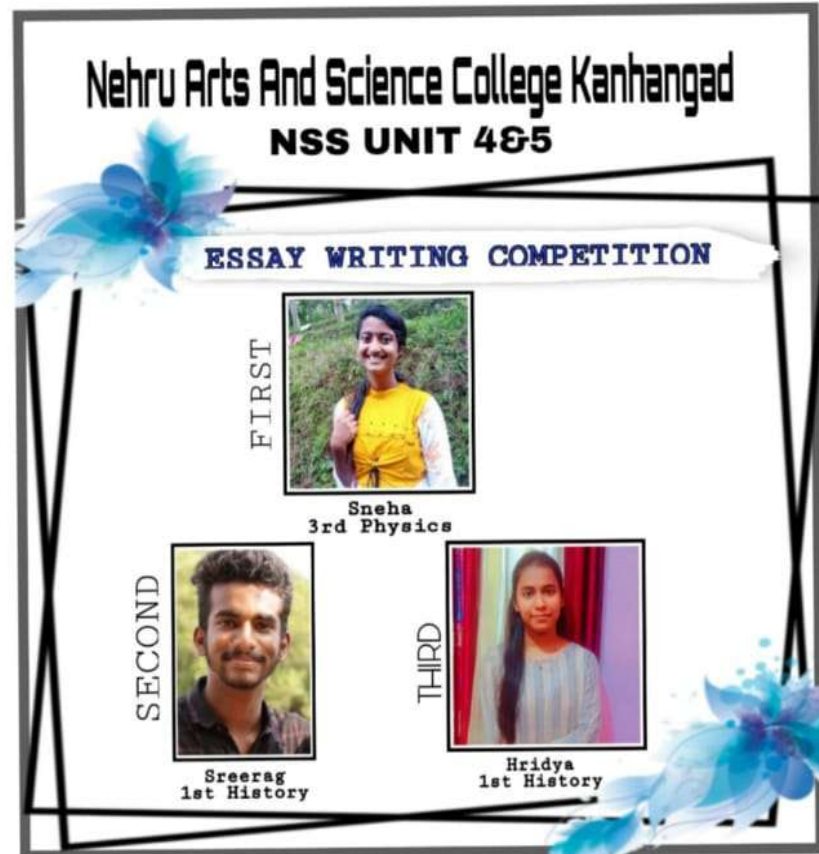 Nehru Arts And Science College Kanhangad
NSS UNIT 4&5
ESSAY WRITING COMPETITION
FIRST
Sneha
3rd Physics
SECOND
Sreerag
1st History
THIRD
Hridya
1st History